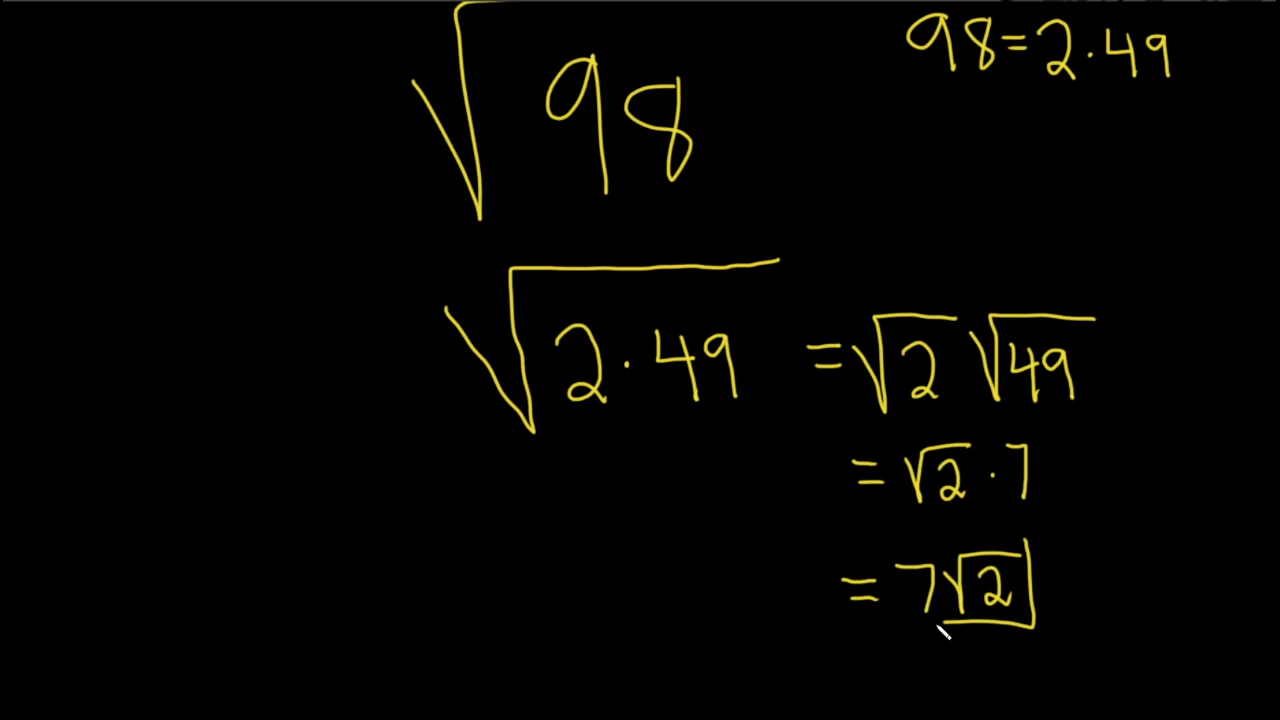 √98
98=2·49
√2·49 = √2 √49
= √2 · 7
= 7√2